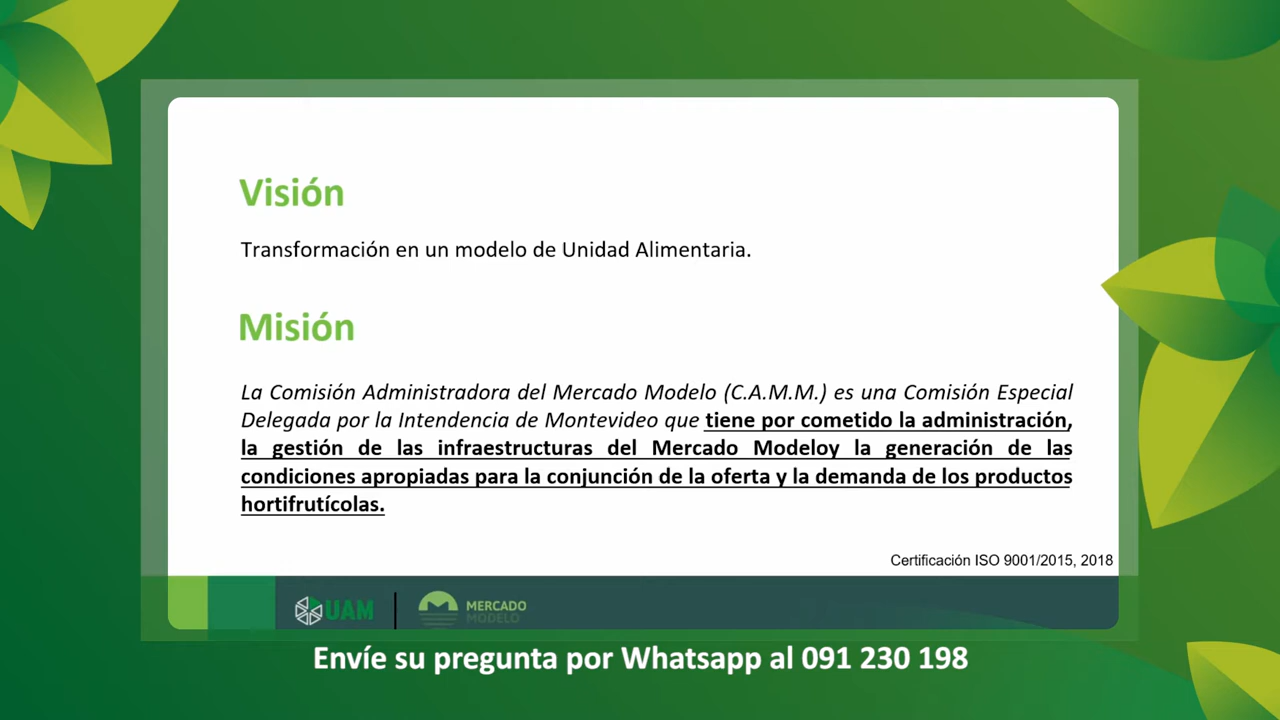 Visión
Transformación en un modelo de Unidad Alimentaria.
Misión
La Comisión Administradora del Mercado Modelo (C.A.M.M.) es una Comisión Especial
Delegada por la Intendencia de Montevideo que tiene por cometido la administración,
la gestión de las infraestructuras del Mercado Modeloy la generación de las
condiciones apropiadas para la conjunción de la oferta y la demanda de los productos
hortifrutícolas.
Certificación ISO 9001/2015, 2018
UAM
MERCADO
MODELO
Envíe su pregunta por Whatsapp al 091 230 198